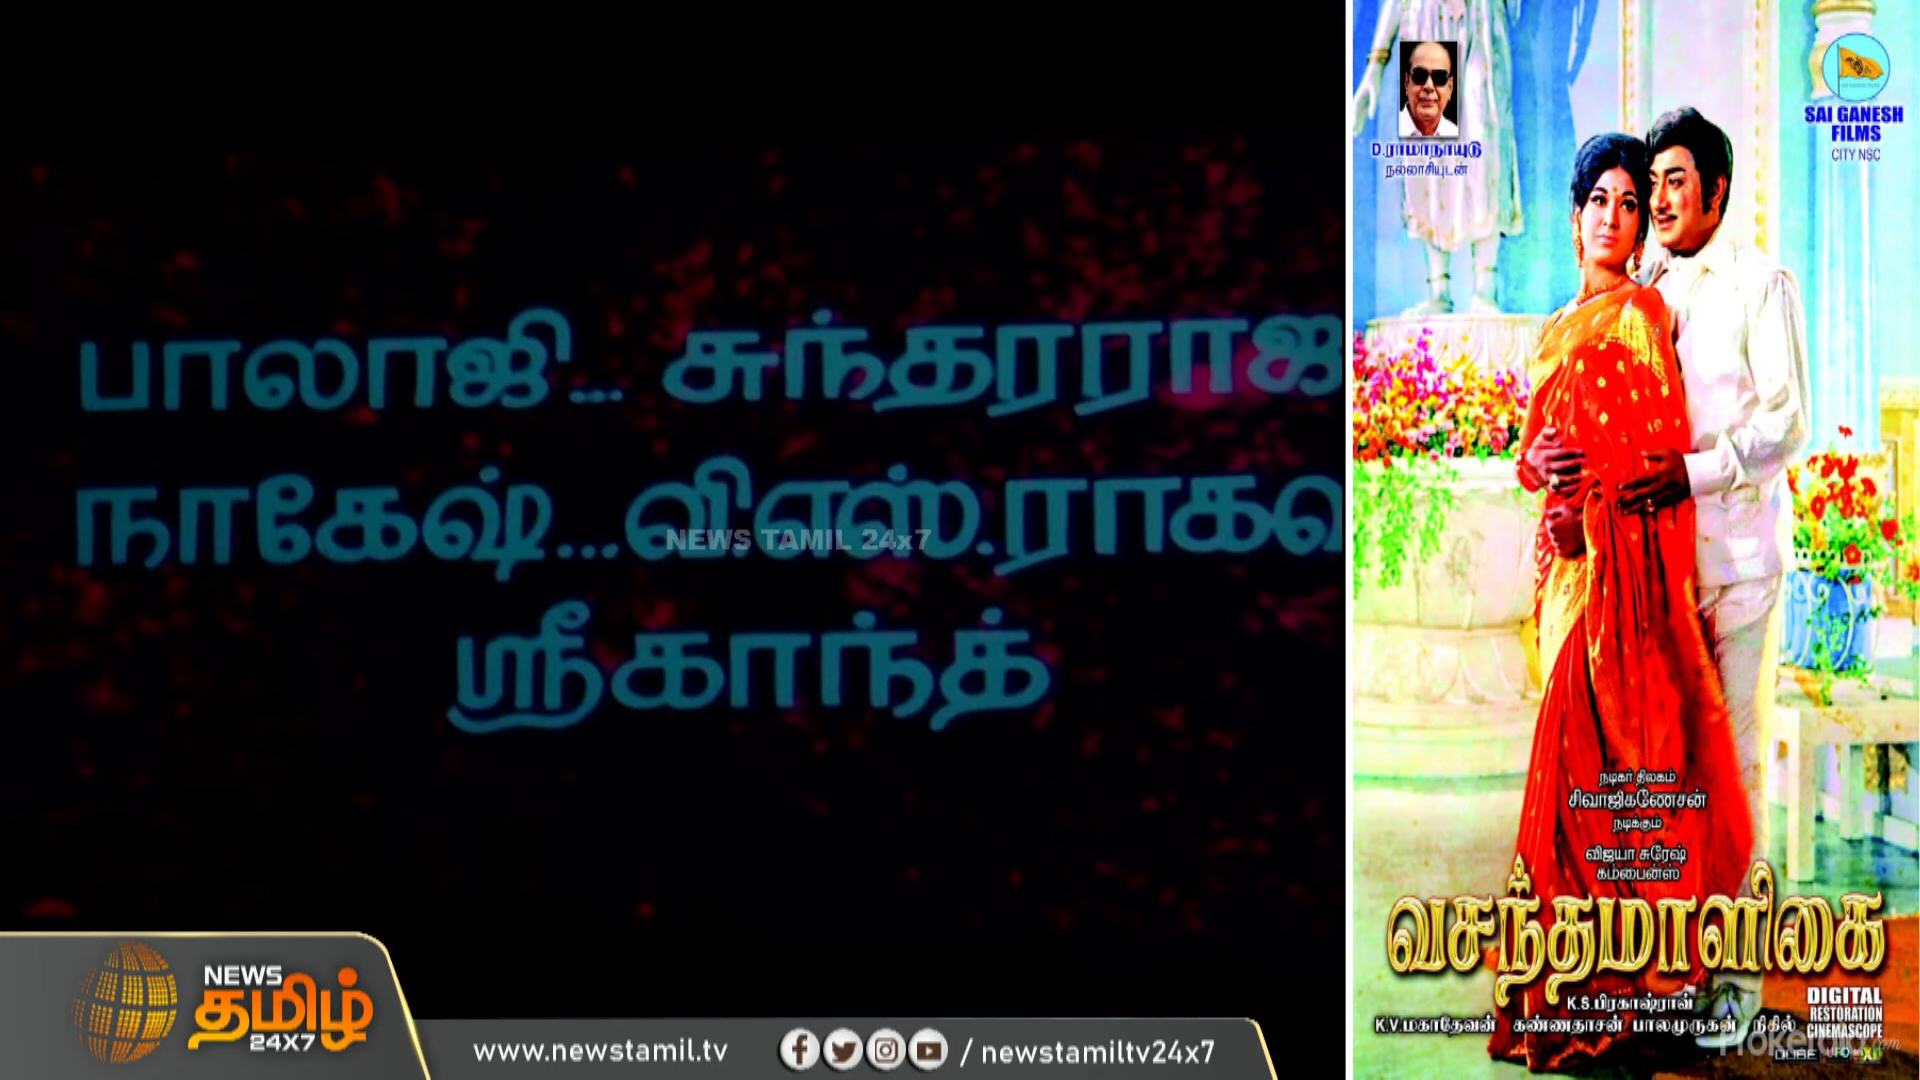 பாலாஜி... சுந்தரராஜ
நாகேஷ்...விஎஸ்.ராகவ
ஸ்ரீகாந்த்
NEWS TAMIL 24x7
NEWS
தமிழ்
24X7
www.newstamil.tv
/ newstamiltv24x7
D.ராமாநாயுடு
நல்லாசியுடன்
SAI GANESH
FILMS
CITY NSC
நடிகர் திலகம்
சிவாஜிகணேசன்
நடிக்கும்
விஜயா சுரேஷ்
கம்பைன்ஸ்
வசந்தமாளிகை
K.S.பிரகாஷ்ராவ்
K.V.மகாதேவன் கண்ணதாசன் பாலமுருகன் நிகில்
DIGITAL
RESTORATION
CINEMASCOPE
QUBE UFO